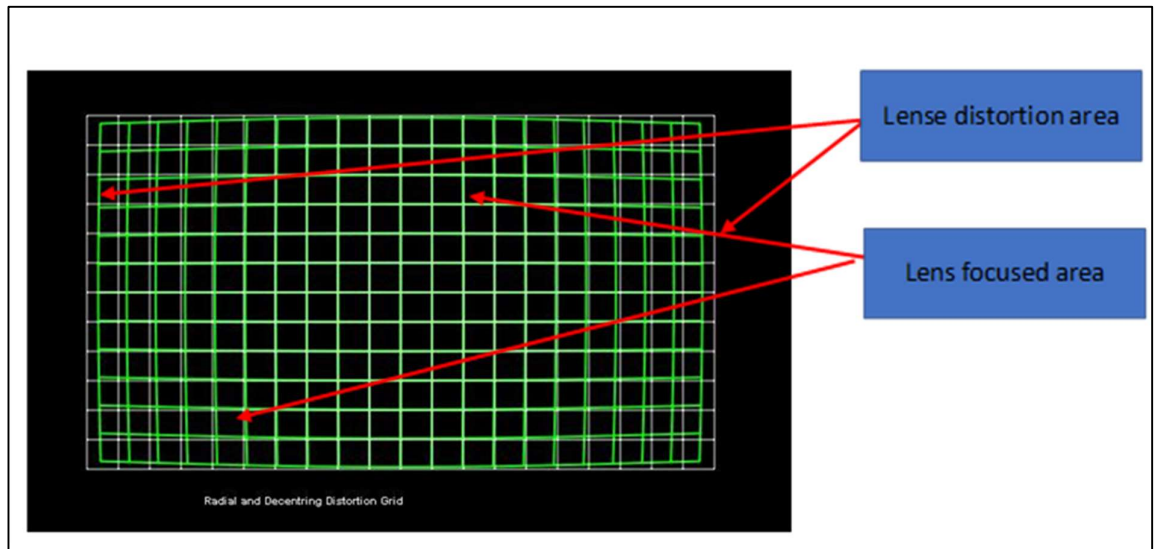 Lense distortion area
Lens focused area
Radial and Decentring Distortion Grid